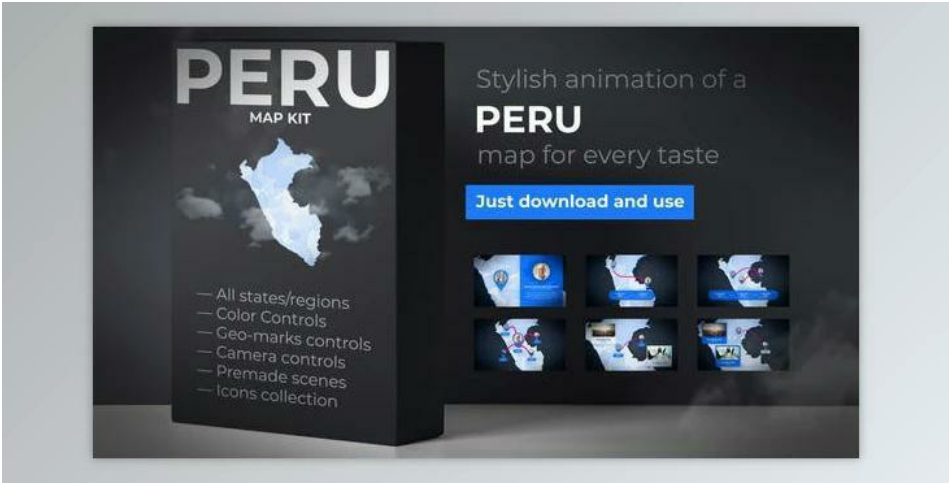 PERU
MAP KIT
— All states/regions
— Color Controls
— Geo-marks controls
— Camera controls
— Premade scenes
— Icons collection
Stylish animation of a
PERU
map for every taste
Just download and use